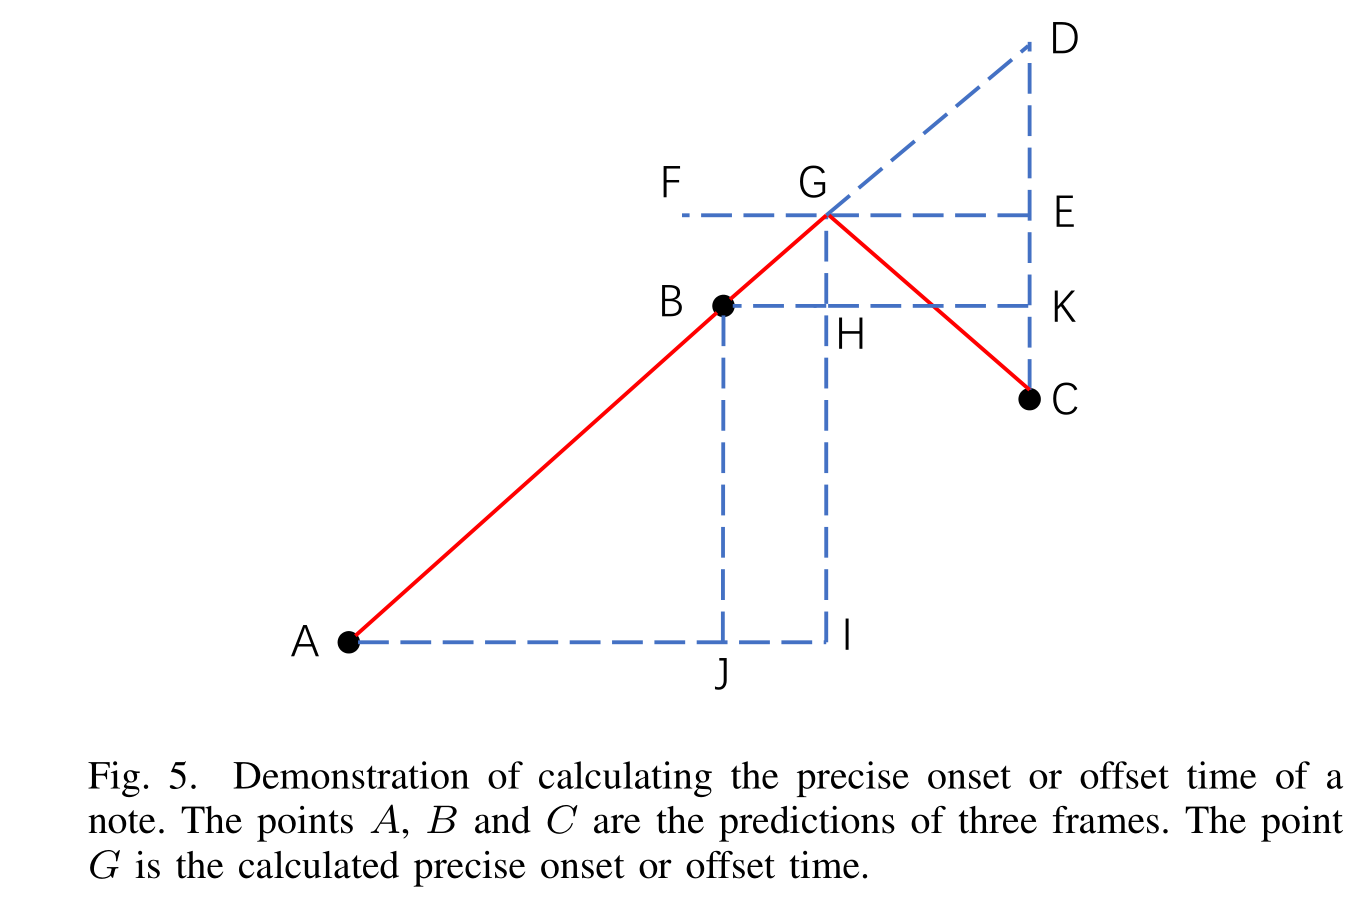 D
F
G
E
B
K
H
C
A
I
J
Fig. 5. Demonstration of calculating the precise onset or offset time of a
note. The points A, B and C are the predictions of three frames. The point
G is the calculated precise onset or offset time.